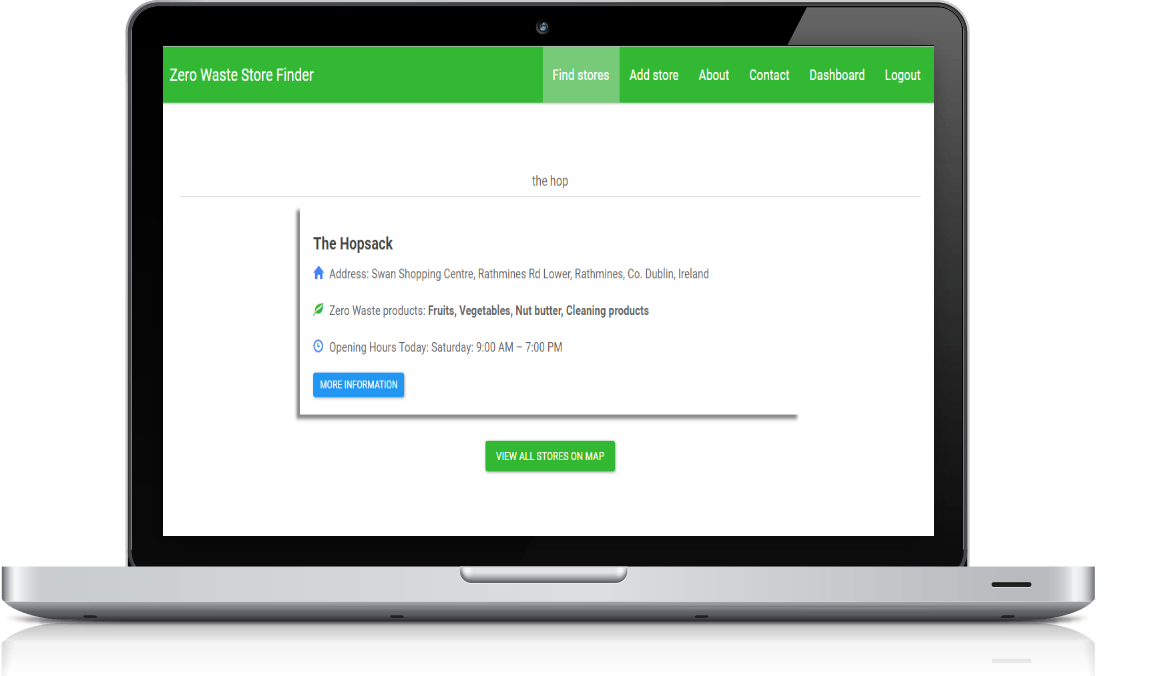 Zero Waste Store Finder
Find stores
Add store
About
Contact
Dashboard
Logout
the hop
The Hopsack
Address: Swan Shopping Centre, Rathmines Rd Lower, Rathmines, Co. Dublin, Ireland
Zero Waste products: Fruits, Vegetables, Nut butter, Cleaning products
Opening Hours Today: Saturday: 9:00 AM – 7:00 PM
MORE INFORMATION
VIEW ALL STORES ON MAP